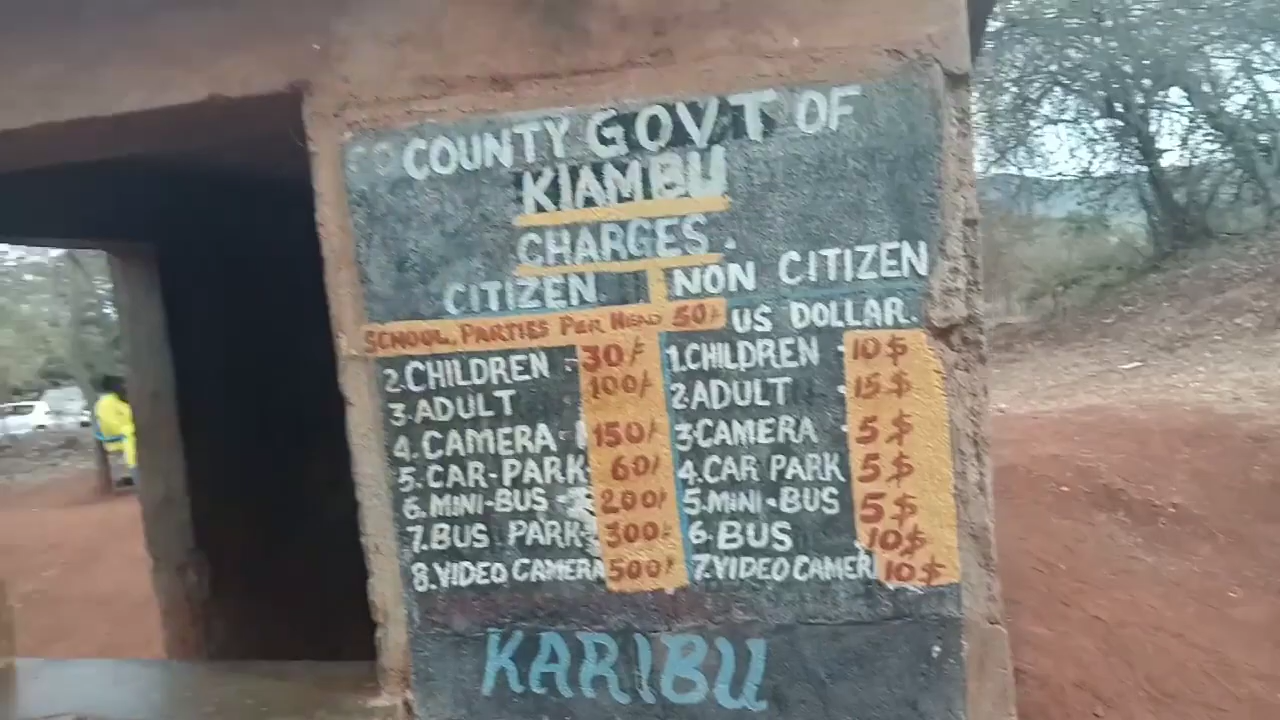 COUNTY GOVT OF
KIAMBU
CHARGES.
CITIZEN NON CITIZEN
SCHOOL PARTIES PER HEAD 50/- US DOLLAR.
2.CHILDREN - 30/- 1.CHILDREN - 10$
3.ADULT 100/- 2.ADULT - 15$
4.CAMERA - 150/- 3.CAMERA - 5$
5.CAR-PARK- 60/- 4.CAR PARK 5$
6.MINI-BUS - 200/- 5.MINI-BUS 5$
7.BUS PARK- 300/- 6.BUS 10$
8.VIDEO CAMERA 500/- 7.VIDEO CAMER 10$
KARIBU